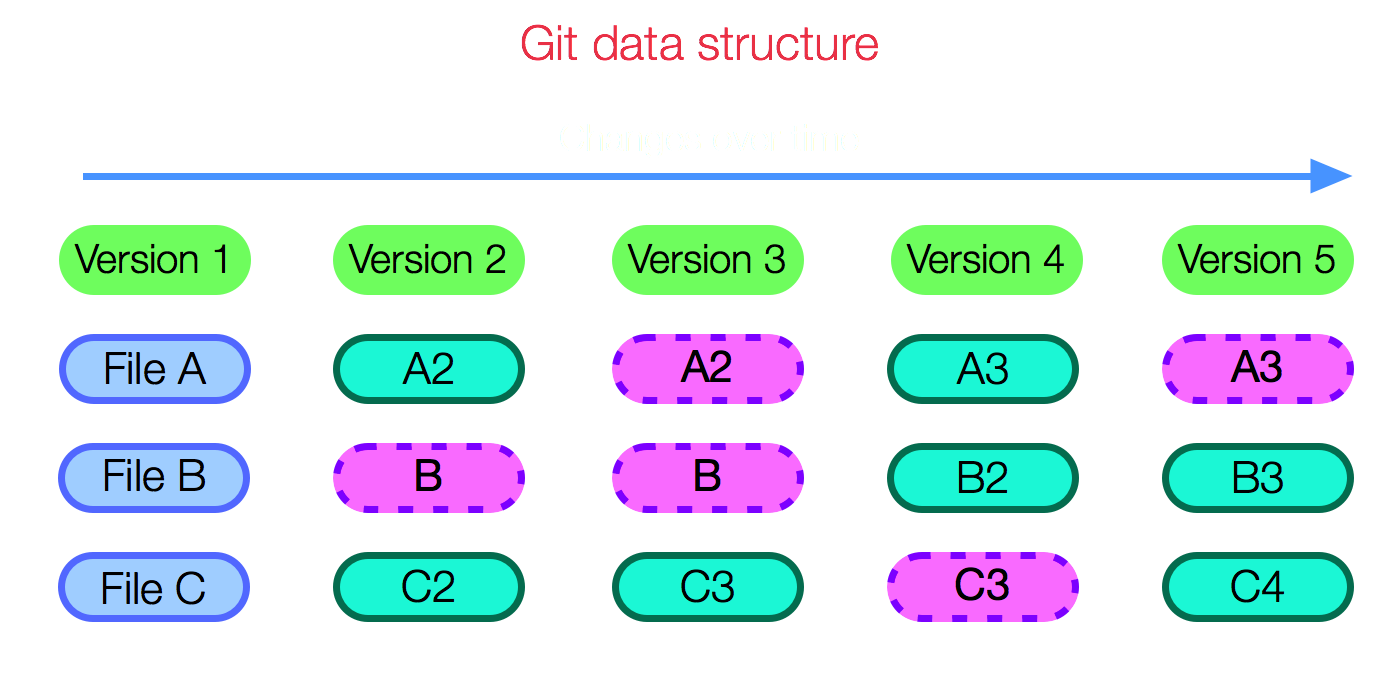 Git data structure
Changes over time
Version 1 Version 2 Version 3 Version 4 Version 5
File A A2 A2 A3 A3
File B B B B2 B3
File C C2 C3 C3 C4